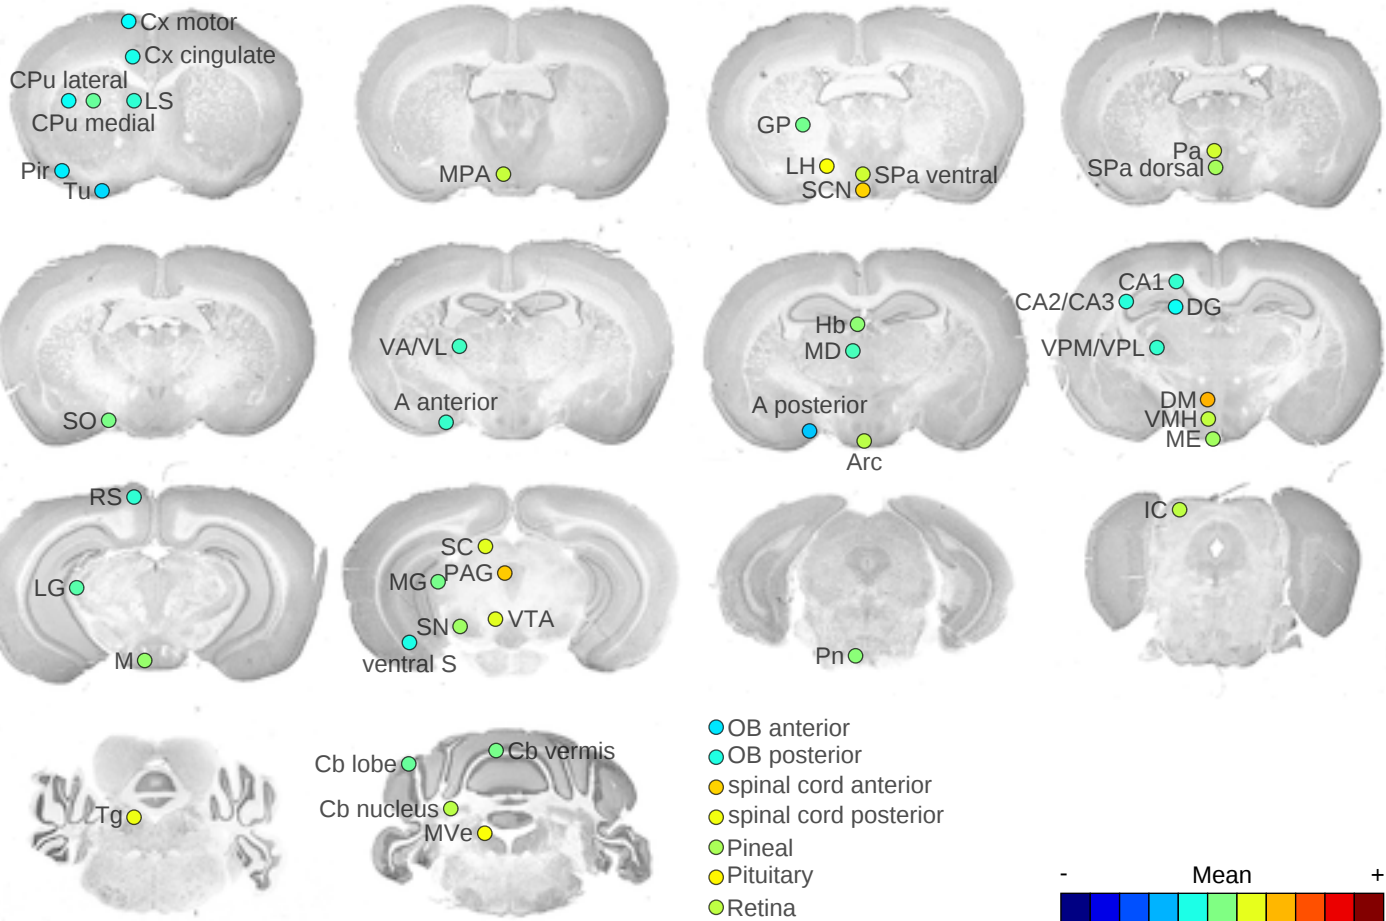 Cx motor
Cx cingulate
CPu lateral
LS
CPu medial
Pir
Tu
MPA
GP
LH
SPa ventral
SCN
Pa
SPa dorsal
SO
VA/VL
A anterior
Hb
MD
A posterior
Arc
CA1
CA2/CA3
DG
VPM/VPL
DM
VMH
ME
RS
LG
M
SC
PAG
MG
VTA
SN
ventral S
Pn
IC
Tg
Cb vermis
Cb lobe
Cb nucleus
MVe
OB anterior
OB posterior
spinal cord anterior
spinal cord posterior
Pineal
Pituitary
Retina
- Mean +